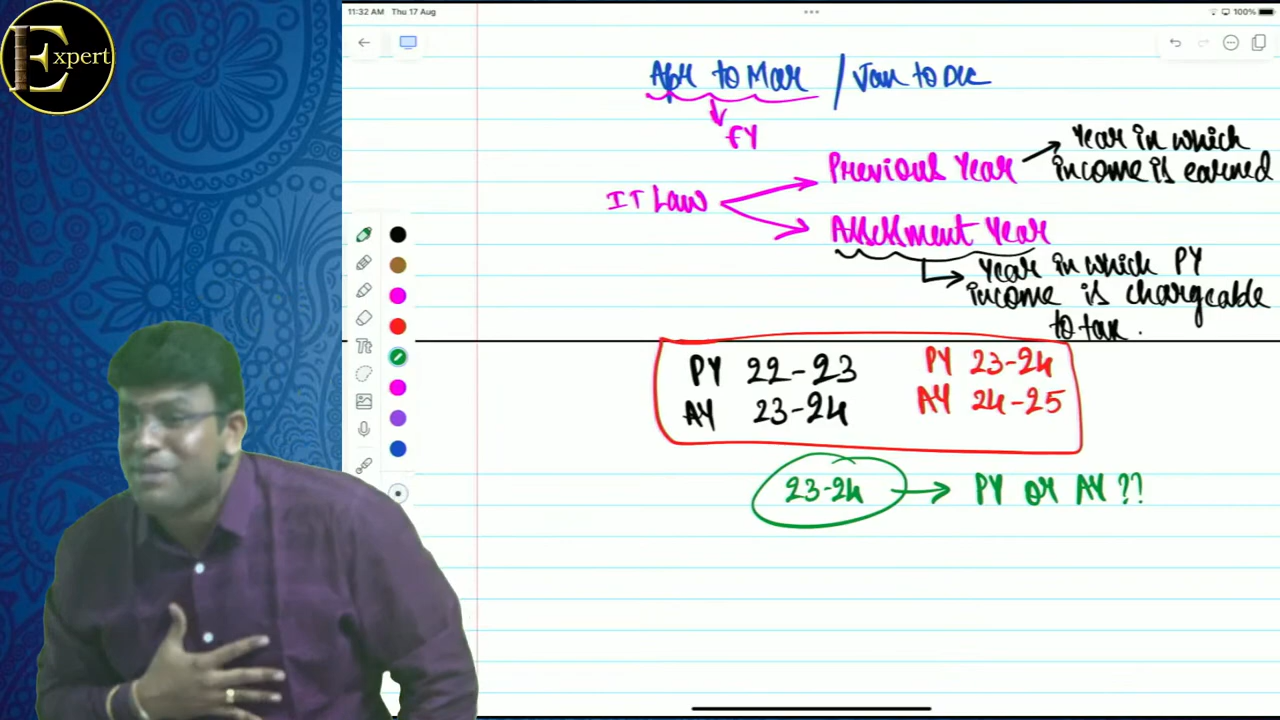 Expert
11:32 AM Thu 17 Aug
100%
Apr to Mar / Jan to Dec
FY
IT Law
Previous Year
Year in which
income is earned
Assessment Year
Year in which PY
income is chargeable
to tax.
PY 22-23
AY 23-24
PY 23-24
AY 24-25
23-24 → PY or AY ??
Tt